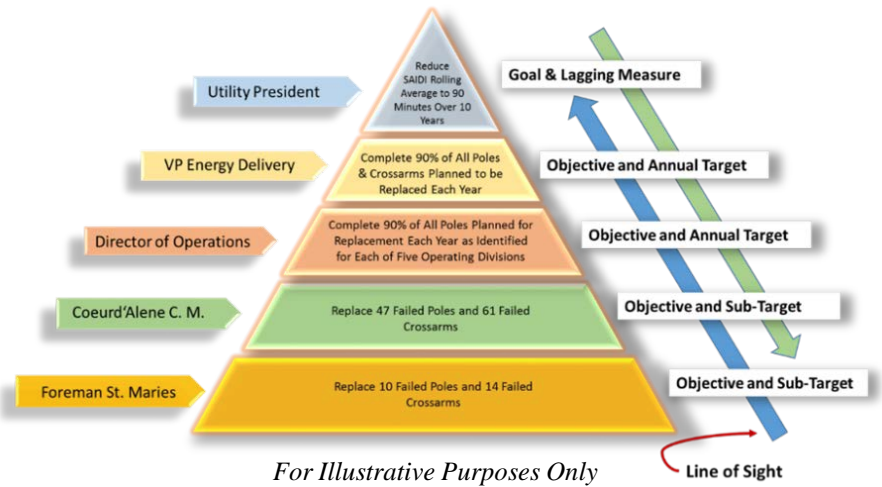 Utility President
Reduce
SAIDI Rolling
Average to 90
Minutes Over 10
Years
Goal & Lagging Measure
VP Energy Delivery
Complete 90% of All Poles
& Crossarms Planned to be
Replaced Each Year
Objective and Annual Target
Director of Operations
Complete 90% of All Poles Planned for
Replacement Each Year as Identified
for Each of Five Operating Divisions
Objective and Annual Target
Coeurd‘Alene C. M.
Replace 47 Failed Poles and 61 Failed
Crossarms
Objective and Sub-Target
Foreman St. Maries
Replace 10 Failed Poles and 14 Failed
Crossarms
Objective and Sub-Target
For Illustrative Purposes Only
Line of Sight